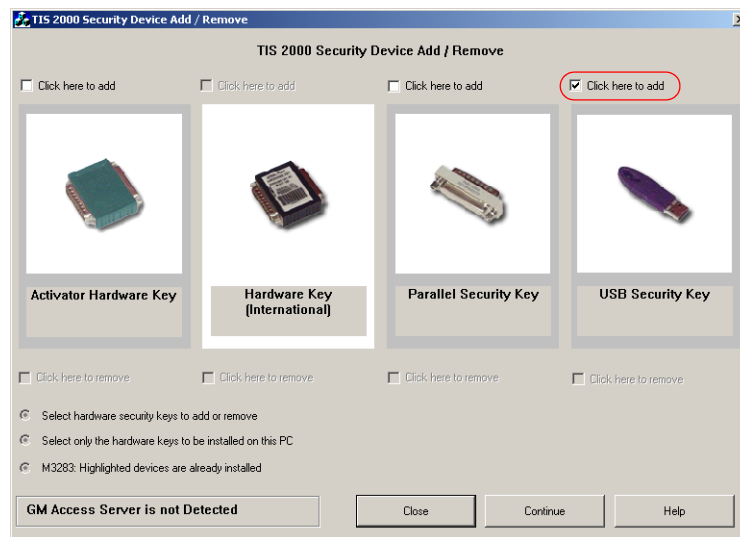 TIS 2000 Security Device Add / Remove
TIS 2000 Security Device Add / Remove
Click here to add
Click here to add
Click here to add
Click here to add
Activator Hardware Key
Hardware Key
(International)
Parallel Security Key
USB Security Key
Click here to remove
Click here to remove
Click here to remove
Click here to remove
Select hardware security keys to add or remove
Select only the hardware keys to be installed on this PC
M3283: Highlighted devices are already installed
GM Access Server is not Detected
Close
Continue
Help